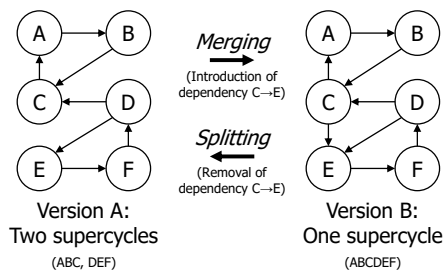 A
B
C
D
E
F
Version A:
Two supercycles
(ABC, DEF)
Merging
(Introduction of
dependency C→E)
Splitting
(Removal of
dependency C→E)
A
B
C
D
E
F
Version B:
One supercycle
(ABCDEF)